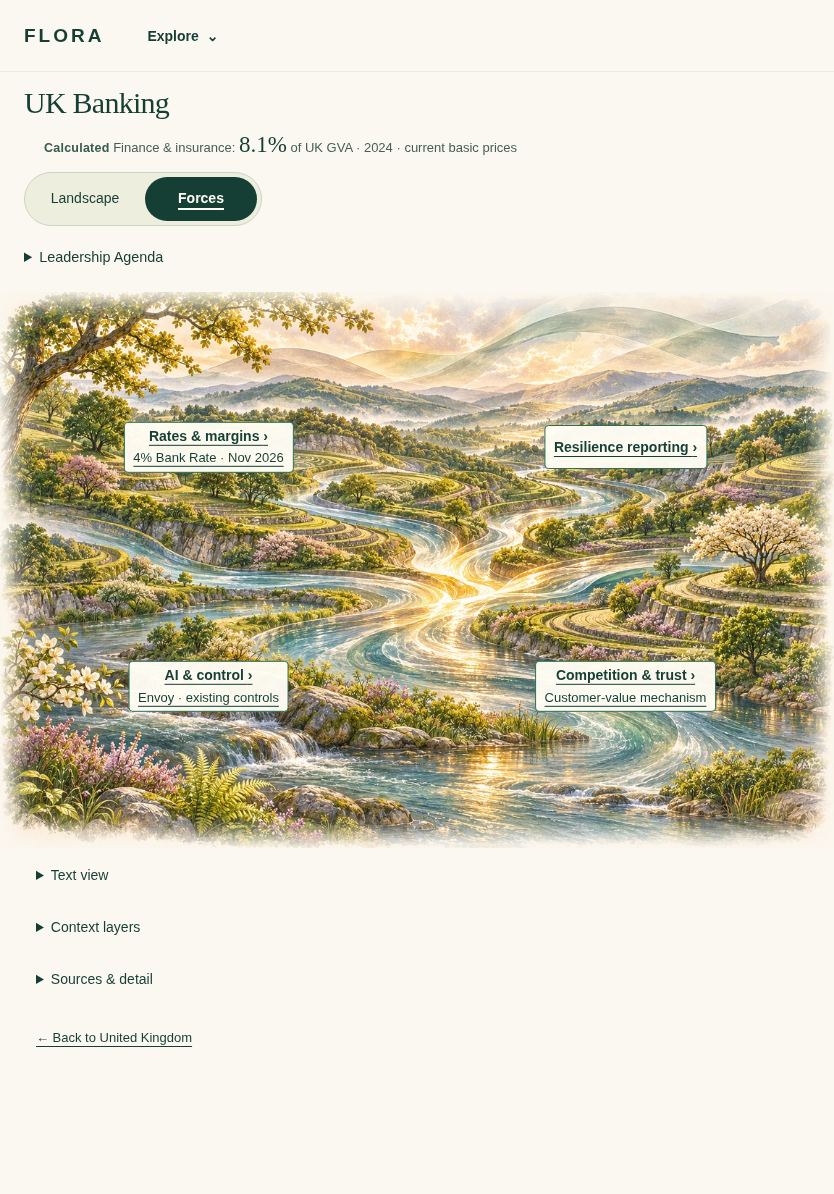 FLORA
Explore ⌄
UK Banking
Calculated Finance & insurance: 8.1% of UK GVA · 2024 · current basic prices
Landscape
Forces
▶ Leadership Agenda
Rates & margins ›
4% Bank Rate · Nov 2026
Resilience reporting ›
AI & control ›
Envoy · existing controls
Competition & trust ›
Customer-value mechanism
▶ Text view
▶ Context layers
▶ Sources & detail
← Back to United Kingdom